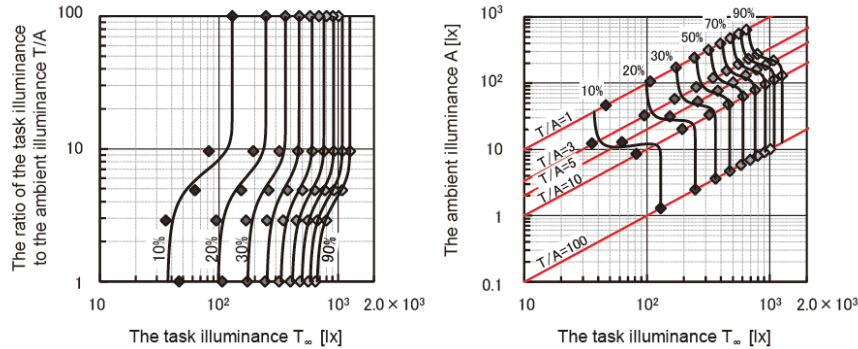 The ratio of the task illuminance
to the ambient illuminance T/A
100
10
1
10%
20%
30%
90%
10
10²
10³
2.0 × 10³
The task illuminance T∞ [lx]
The ambient illuminance A [lx]
10³
10²
10
1
0.1
10%
20%
30%
50%
70%
90%
T/A=1
T/A=3
T/A=5
T/A=10
T/A=100
10
10²
10³
2.0 × 10³
The task illuminance T∞ [lx]